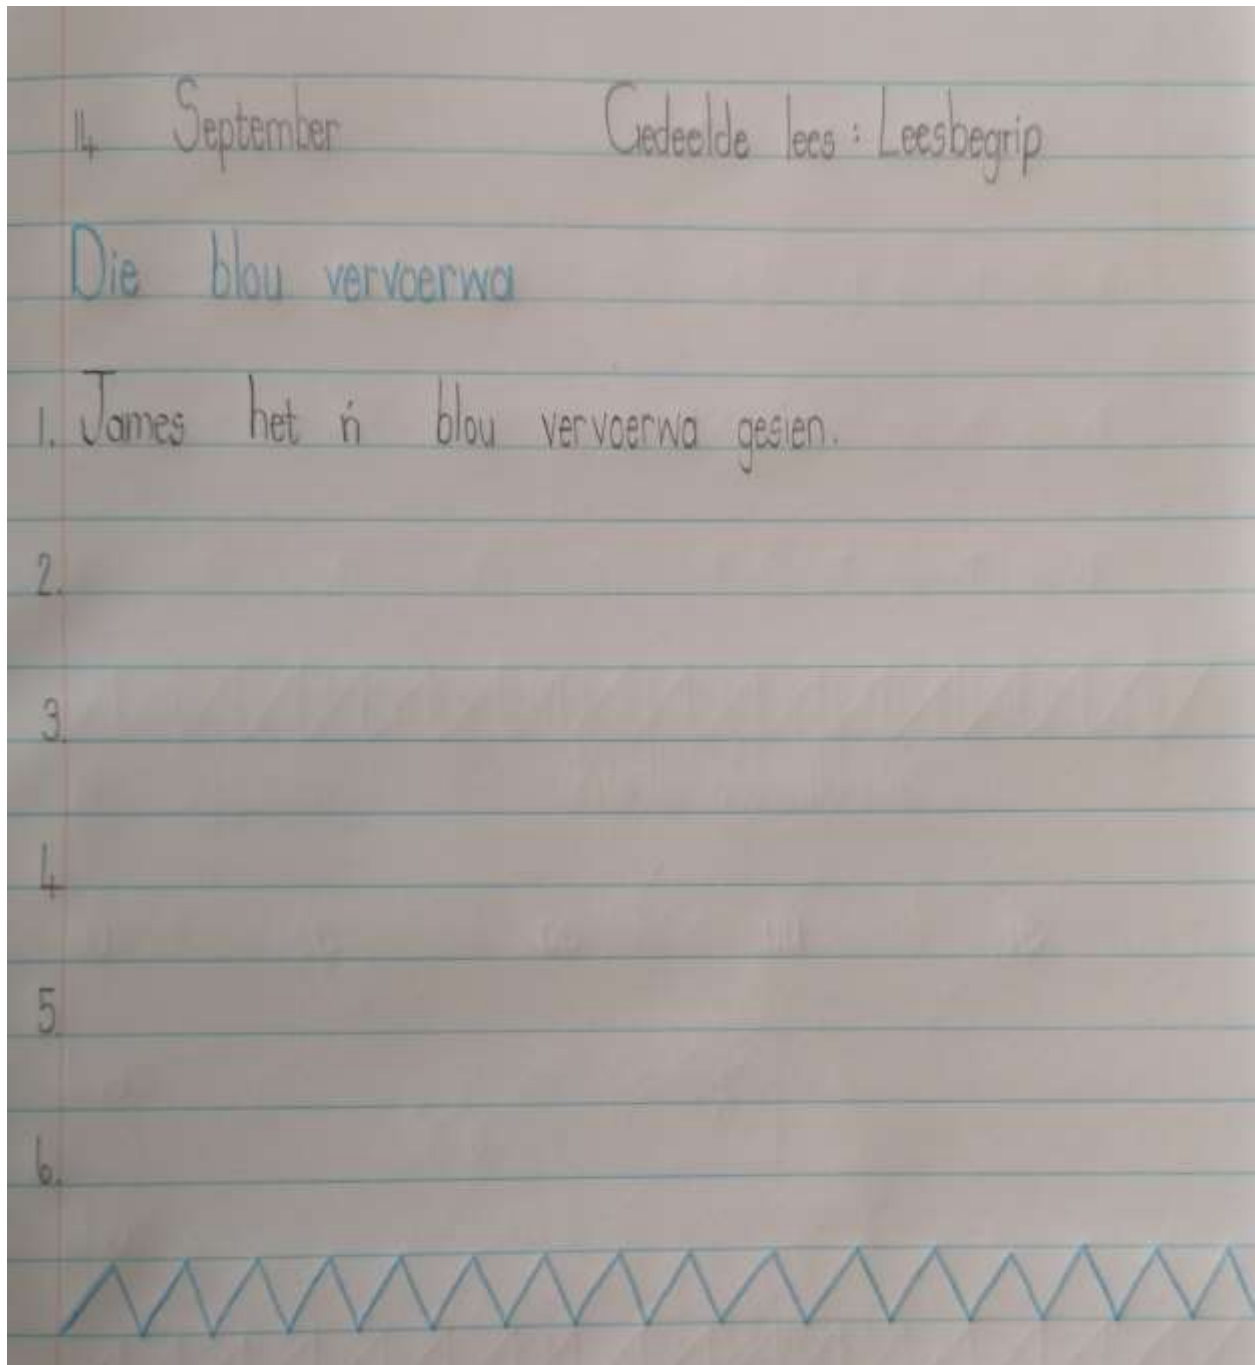 14 September Gedeelde lees : Leesbegrip
Die blou vervoerwa
1. James het ń blou vervoerwa gesien.
2.
3.
4
5.
6.